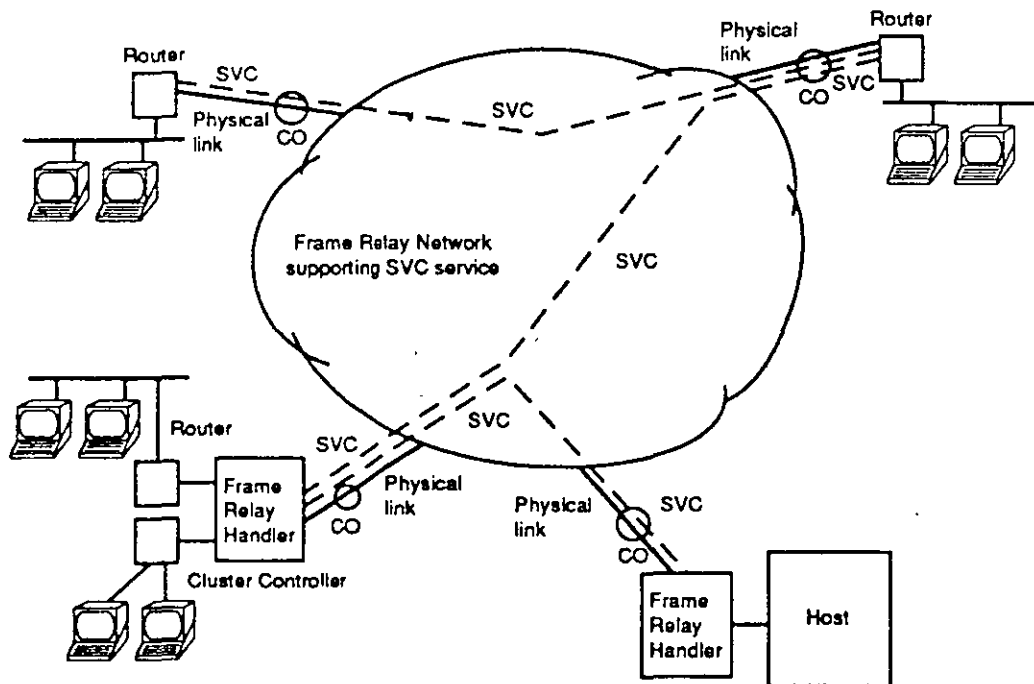 Router
SVC
Physical
link
CO
SVC
Physical
link
Router
CO
SVC
Frame Relay Network
supporting SVC service
SVC
Router
Frame
Relay
Handler
SVC
SVC
CO
Physical
link
Cluster Controller
Physical
link
SVC
CO
Frame
Relay
Handler
Host